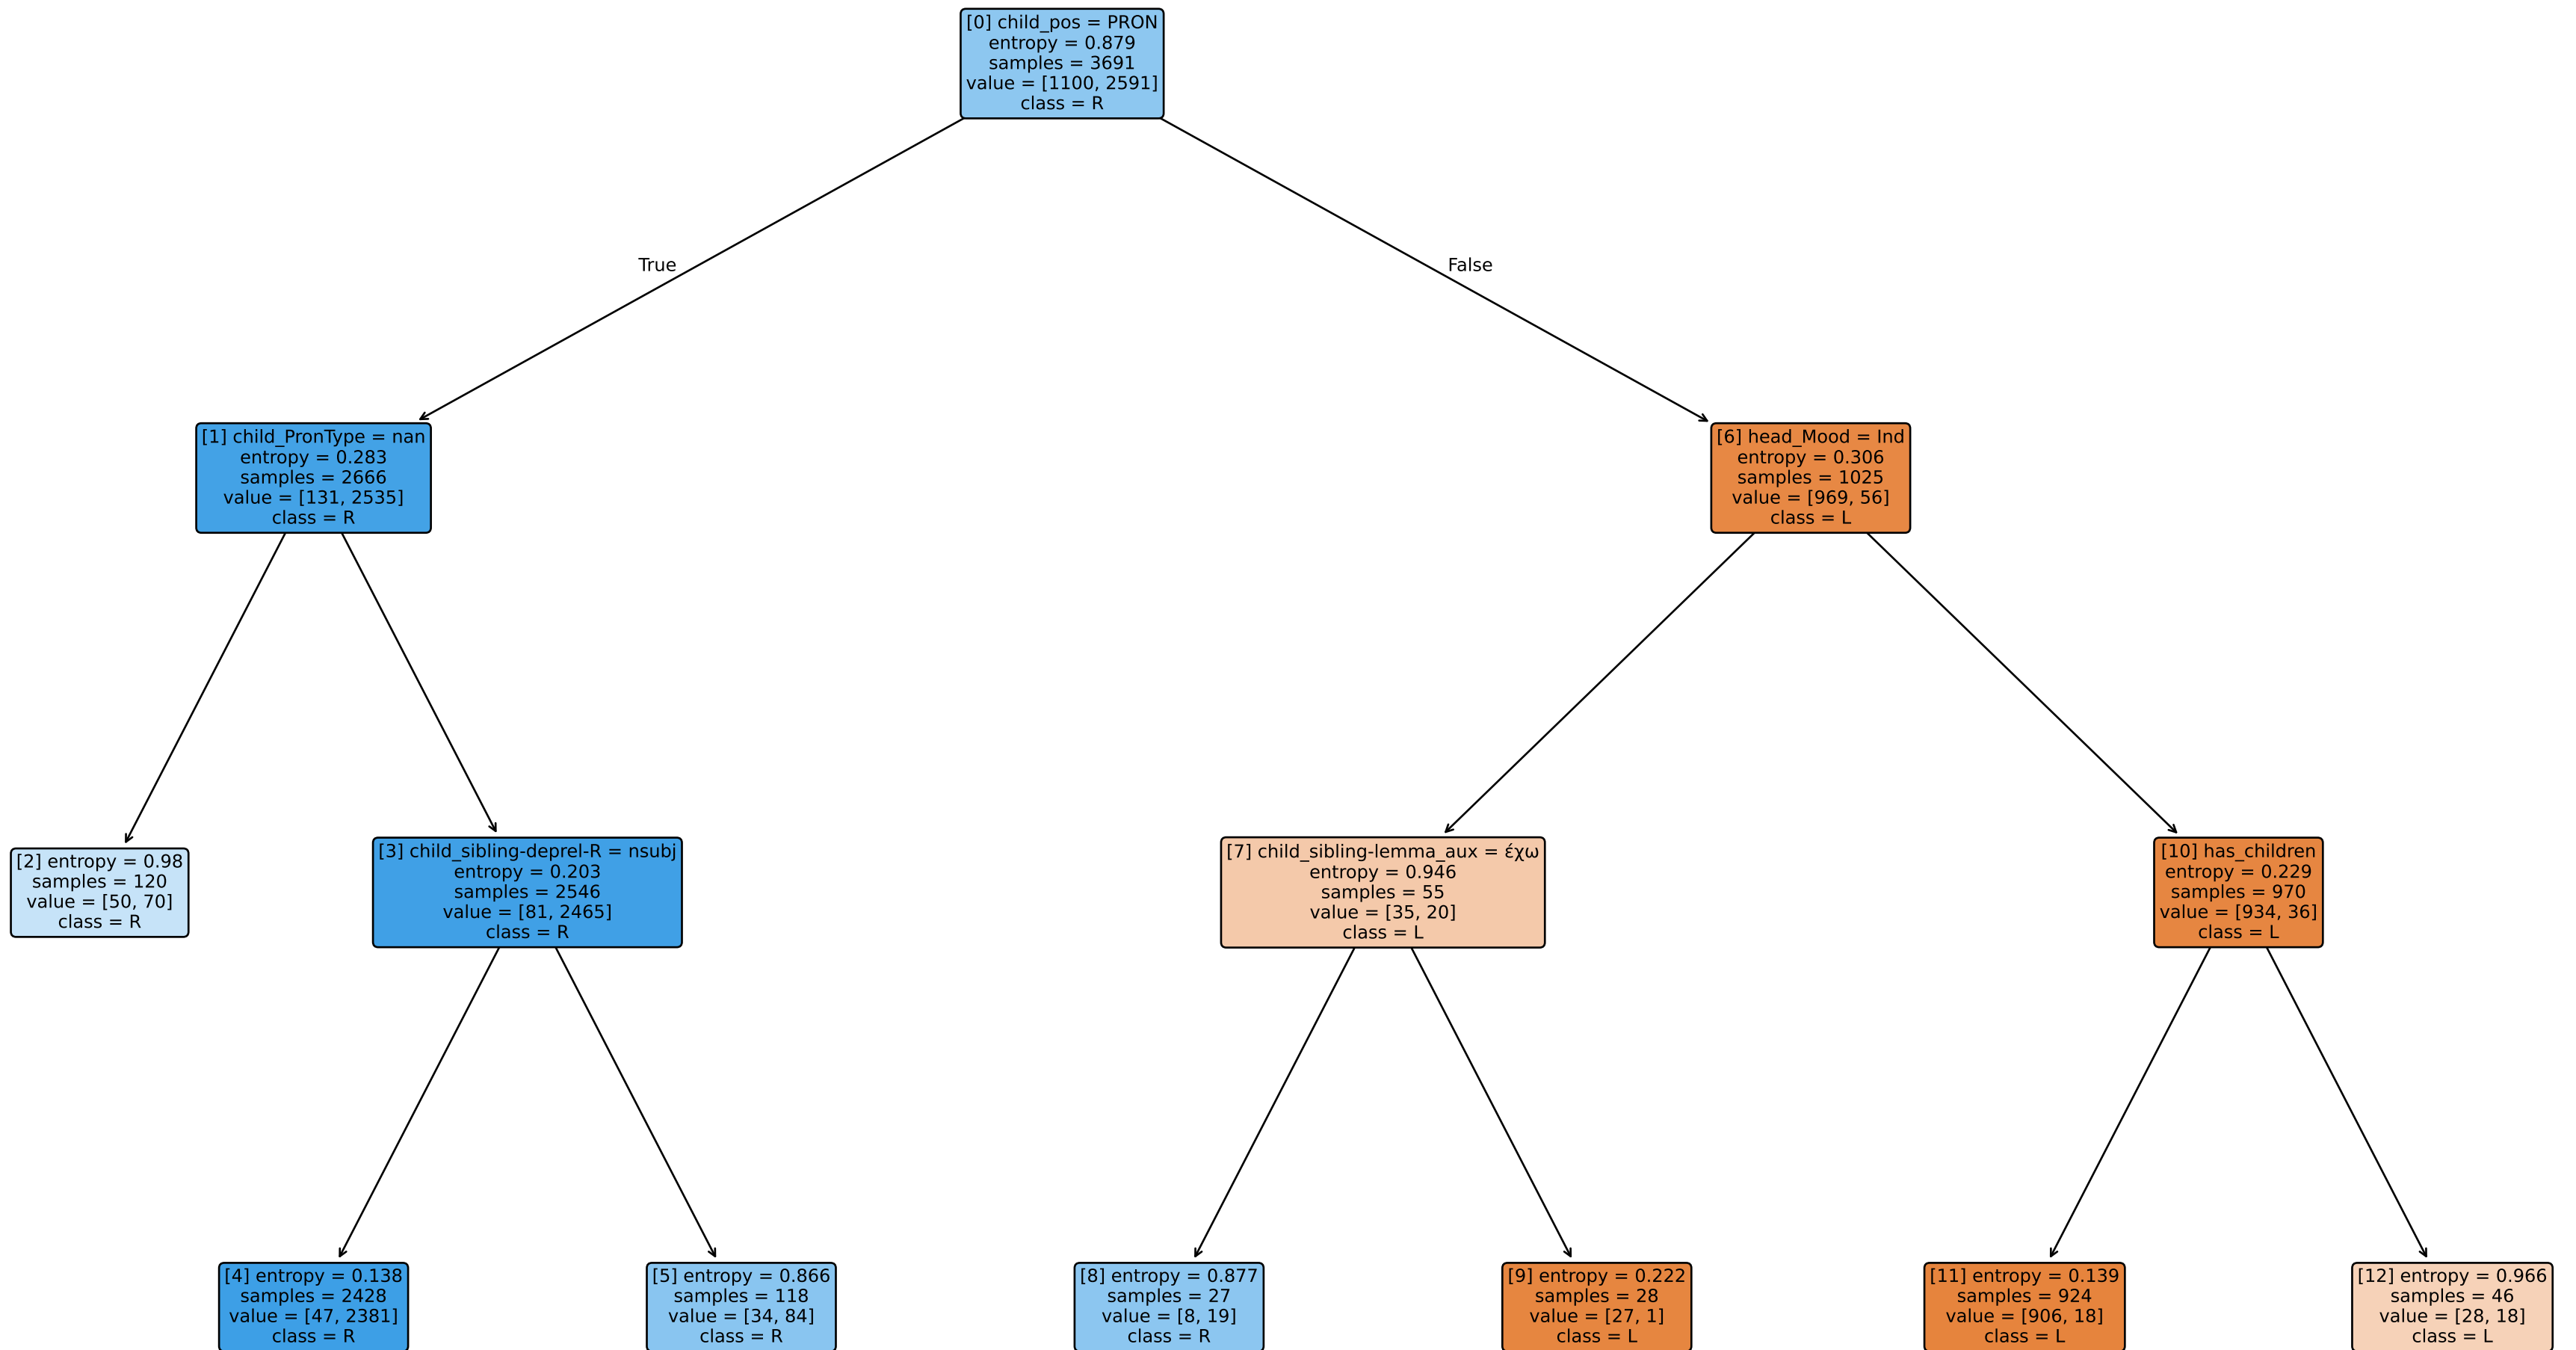 [0] child_pos = PRON
entropy = 0.879
samples = 3691
value = [1100, 2591]
class = R
True
False
[1] child_PronType = nan
entropy = 0.283
samples = 2666
value = [131, 2535]
class = R
[6] head_Mood = Ind
entropy = 0.306
samples = 1025
value = [969, 56]
class = L
[2] entropy = 0.98
samples = 120
value = [50, 70]
class = R
[3] child_sibling-deprel-R = nsubj
entropy = 0.203
samples = 2546
value = [81, 2465]
class = R
[7] child_sibling-lemma_aux = έχω
entropy = 0.946
samples = 55
value = [35, 20]
class = L
[10] has_children
entropy = 0.229
samples = 970
value = [934, 36]
class = L
[4] entropy = 0.138
samples = 2428
value = [47, 2381]
class = R
[5] entropy = 0.866
samples = 118
value = [34, 84]
class = R
[8] entropy = 0.877
samples = 27
value = [8, 19]
class = R
[9] entropy = 0.222
samples = 28
value = [27, 1]
class = L
[11] entropy = 0.139
samples = 924
value = [906, 18]
class = L
[12] entropy = 0.966
samples = 46
value = [28, 18]
class = L